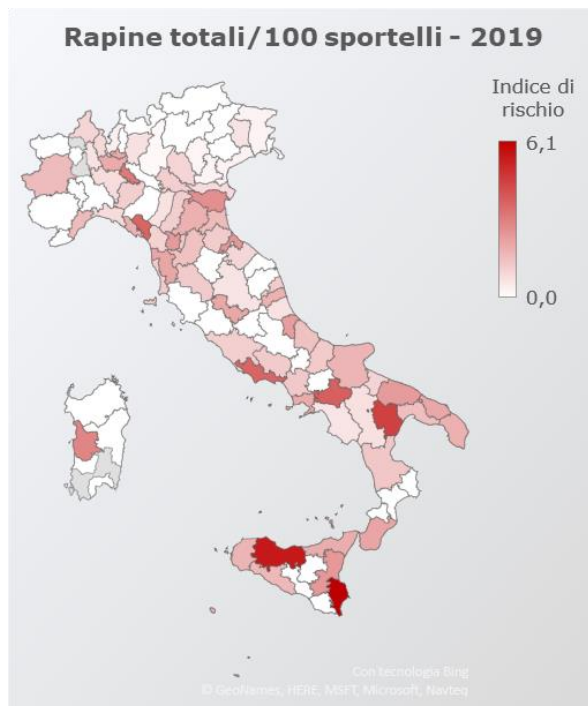 Rapine totali/100 sportelli - 2019
Indice di
rischio
6,1
0,0
Con tecnologia Bing
© GeoNames, HERE, MSFT, Microsoft, Navteq